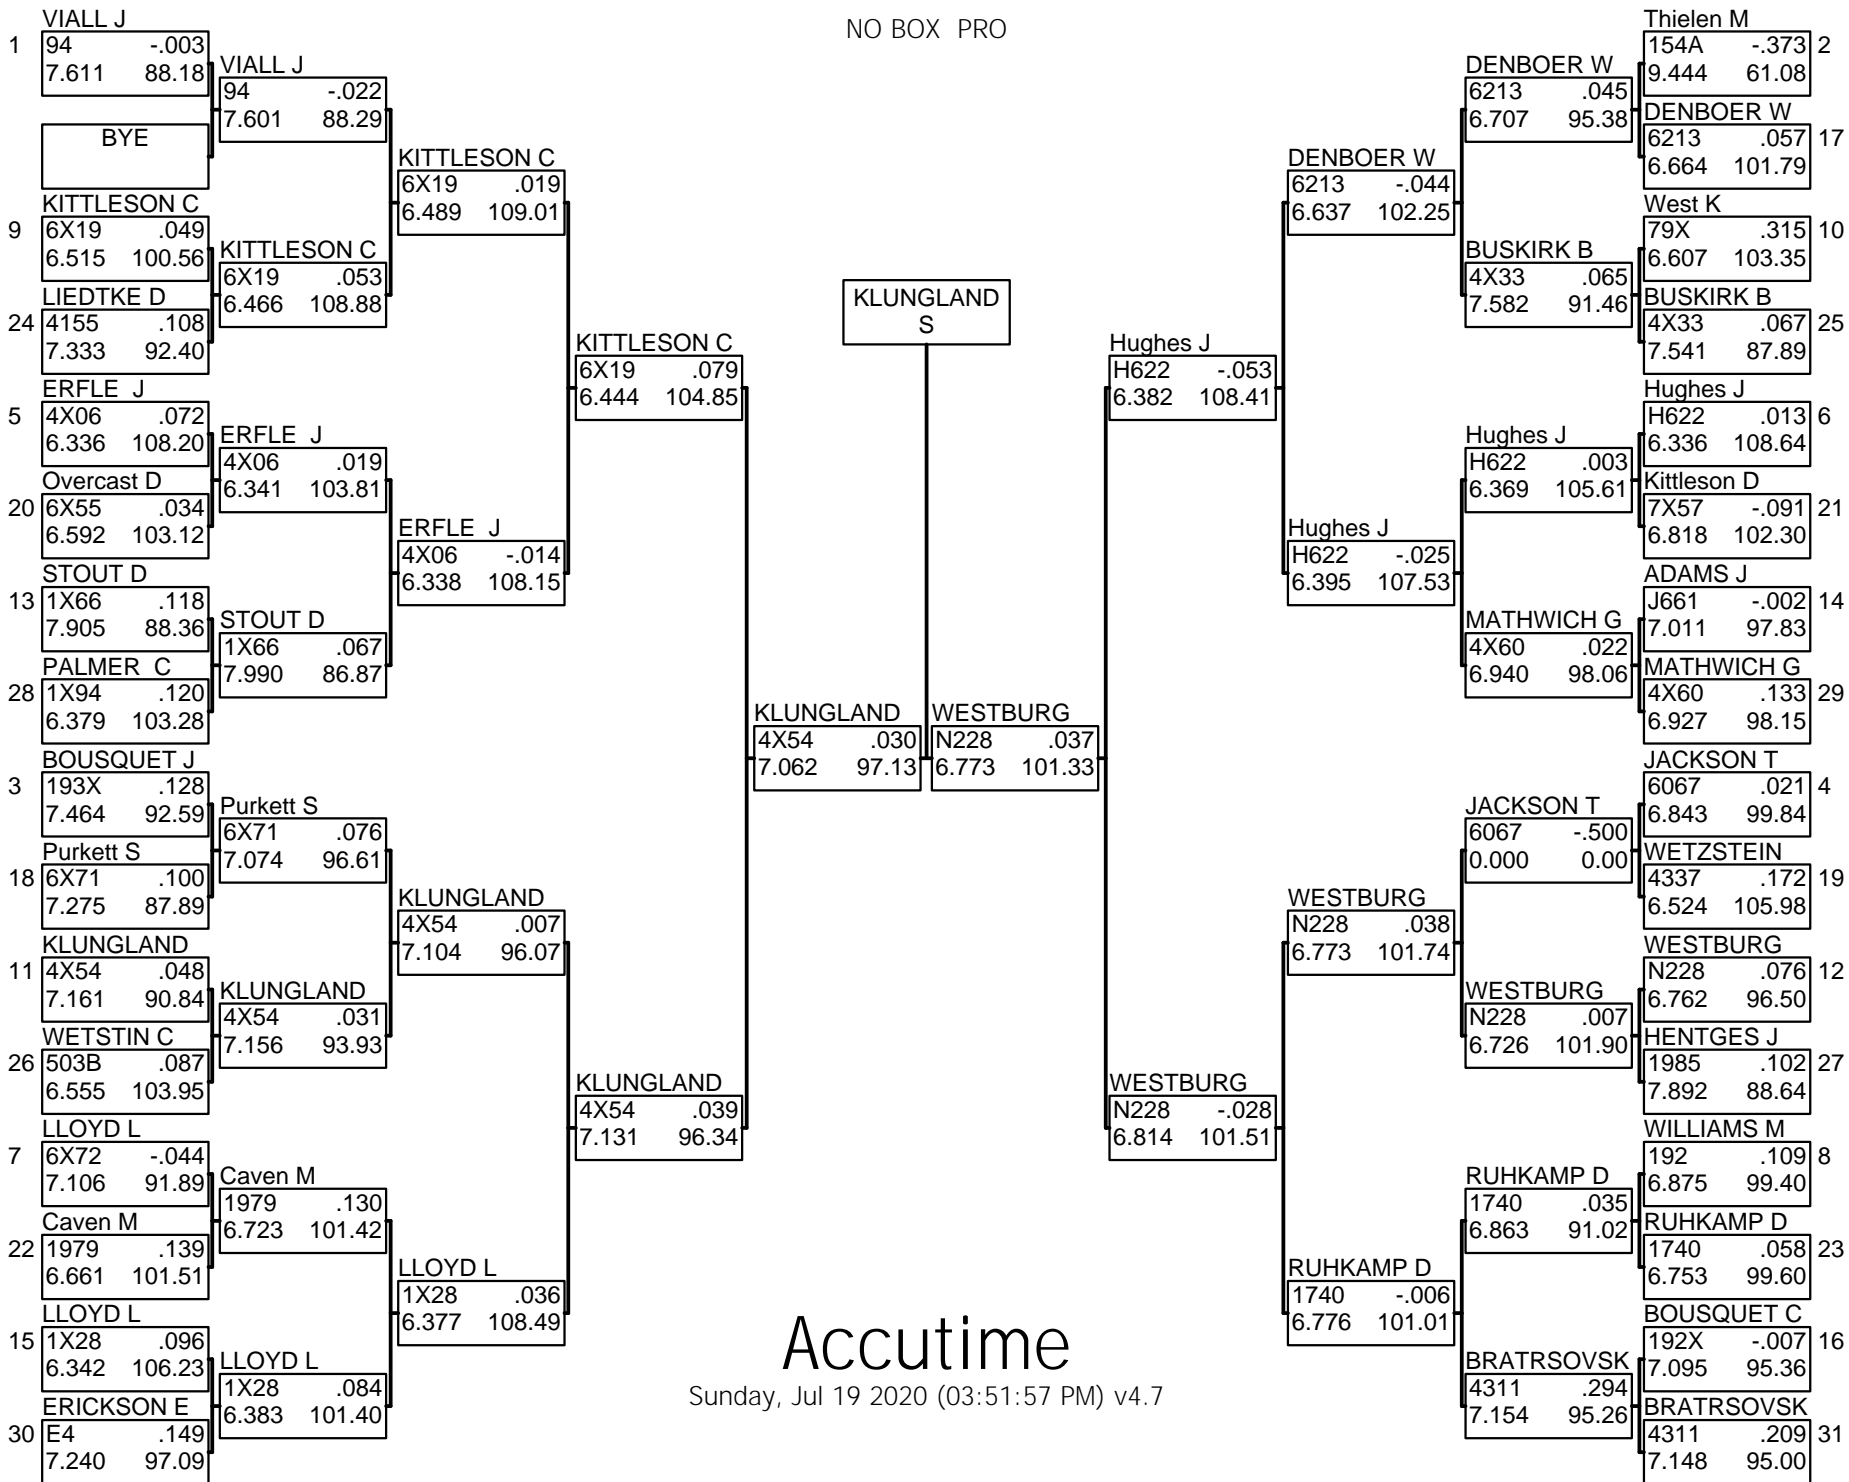 NO BOX PRO
VIALL J
1 94 -.003
7.611 88.18
BYE
KITTLESON C
9 6X19 .049
6.515 100.56
LIEDTKE D
24 4155 .108
7.333 92.40
ERFLE J
5 4X06 .072
6.336 108.20
Overcast D
20 6X55 .034
6.592 103.12
STOUT D
13 1X66 .118
7.905 88.36
PALMER C
28 1X94 .120
6.379 103.28
BOUSQUET J
3 193X .128
7.464 92.59
Purkett S
18 6X71 .100
7.275 87.89
KLUNGLAND
11 4X54 .048
7.161 90.84
WETSTIN C
26 503B .087
6.555 103.95
LLOYD L
7 6X72 -.044
7.106 91.89
Caven M
22 1979 .139
6.661 101.51
LLOYD L
15 1X28 .096
6.342 106.23
ERICKSON E
30 E4 .149
7.240 97.09
VIALL J
94 -.022
7.601 88.29
KITTLESON C
6X19 .053
6.466 108.88
ERFLE J
4X06 .019
6.341 103.81
STOUT D
1X66 .067
7.990 86.87
Purkett S
6X71 .076
7.074 96.61
KLUNGLAND
4X54 .031
7.156 93.93
Caven M
1979 .130
6.723 101.42
LLOYD L
1X28 .084
6.383 101.40
KITTLESON C
6X19 .019
6.489 109.01
ERFLE J
4X06 -.014
6.338 108.15
KLUNGLAND
4X54 .007
7.104 96.07
LLOYD L
1X28 .036
6.377 108.49
KITTLESON C
6X19 .079
6.444 104.85
KLUNGLAND
4X54 .039
7.131 96.34
KLUNGLAND
4X54 .030
7.062 97.13
KLUNGLAND
S
WESTBURG
N228 .037
6.773 101.33
Hughes J
H622 -.053
6.382 108.41
WESTBURG
N228 -.028
6.814 101.51
DENBOER W
6213 -.044
6.637 102.25
Hughes J
H622 -.025
6.395 107.53
WESTBURG
N228 .038
6.773 101.74
RUHKAMP D
1740 -.006
6.776 101.01
DENBOER W
6213 .045
6.707 95.38
BUSKIRK B
4X33 .065
7.582 91.46
Hughes J
H622 .003
6.369 105.61
MATHWICH G
4X60 .022
6.940 98.06
JACKSON T
6067 -.500
0.000 0.00
WESTBURG
N228 .007
6.726 101.90
RUHKAMP D
1740 .035
6.863 91.02
BRATRSOVSK
4311 .294
7.154 95.26
Thielen M
154A -.373 2
9.444 61.08
DENBOER W
6213 .057 17
6.664 101.79
West K
79X .315 10
6.607 103.35
BUSKIRK B
4X33 .067 25
7.541 87.89
Hughes J
H622 .013 6
6.336 108.64
Kittleson D
7X57 -.091 21
6.818 102.30
ADAMS J
J661 -.002 14
7.011 97.83
MATHWICH G
4X60 .133 29
6.927 98.15
JACKSON T
6067 .021 4
6.843 99.84
WETZSTEIN
4337 .172 19
6.524 105.98
WESTBURG
N228 .076 12
6.762 96.50
HENTGES J
1985 .102 27
7.892 88.64
WILLIAMS M
192 .109 8
6.875 99.40
RUHKAMP D
1740 .058 23
6.753 99.60
BOUSQUET C
192X -.007 16
7.095 95.36
BRATRSOVSK
4311 .209 31
7.148 95.00
Accutime
Sunday, Jul 19 2020 (03:51:57 PM) v4.7